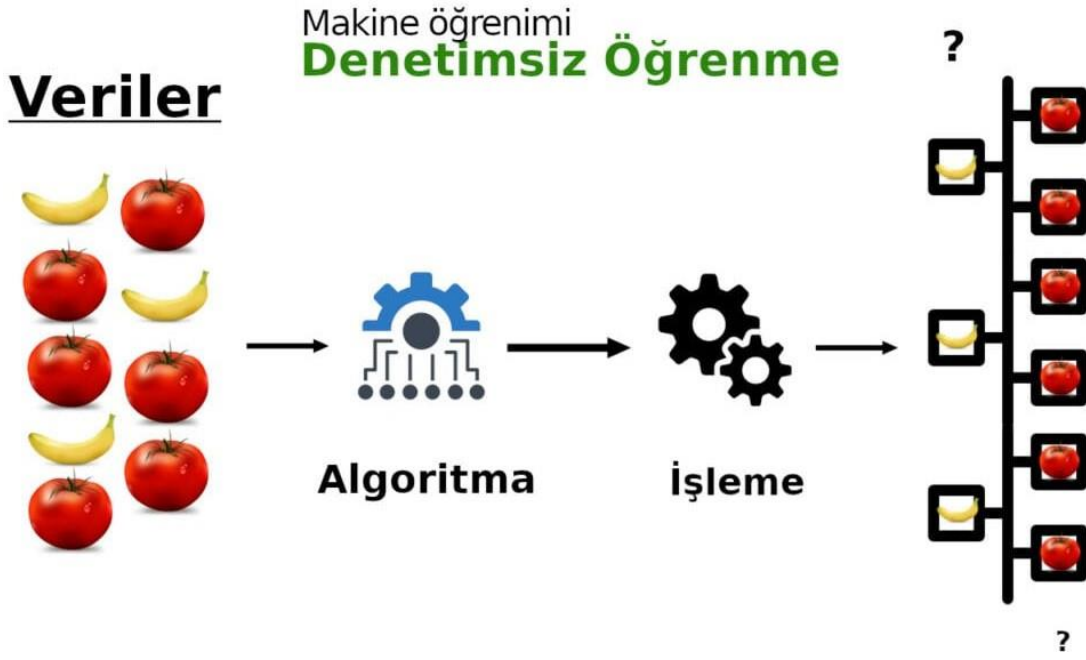 Makine öğrenimi
Denetimsiz Öğrenme
?
Veriler
Algoritma
İşleme
?